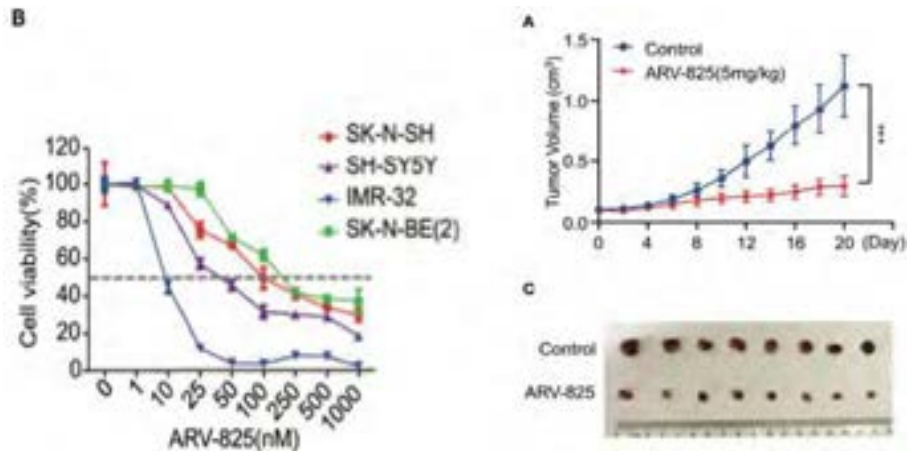 B
SK-N-SH
SH-SY5Y
IMR-32
SK-N-BE(2)
Cell viability(%)
120
100
80
60
40
20
0
0 1 10 25 50 100 250 500 1000
ARV-825(nM)
A
Control
ARV-825(5mg/kg)
Tumor Volume (cm³)
1.5
1.0
0.5
0.0
***
0 4 8 12 16 20 (Day)
C
Control
ARV-825